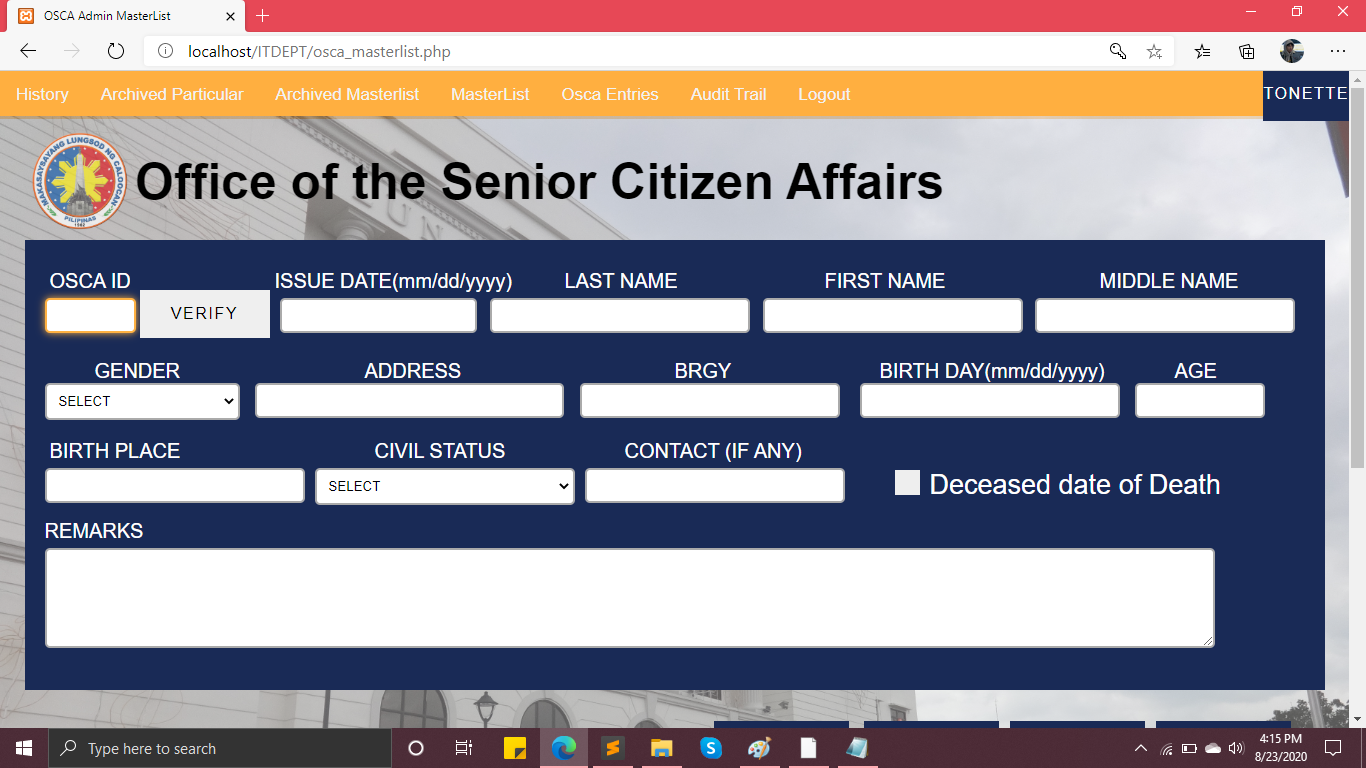 OSCA Admin MasterList
localhost/ITDEPT/osca_masterlist.php
History Archived Particular Archived Masterlist MasterList Osca Entries Audit Trail Logout TONETTE
MAKASAYSAYANG LUNGSOD NG CALOOCAN
PILIPINAS
1962
Office of the Senior Citizen Affairs
OSCA ID ISSUE DATE(mm/dd/yyyy) LAST NAME FIRST NAME MIDDLE NAME
VERIFY
GENDER ADDRESS BRGY BIRTH DAY(mm/dd/yyyy) AGE
SELECT
BIRTH PLACE CIVIL STATUS CONTACT (IF ANY)
SELECT
Deceased date of Death
REMARKS
Type here to search
4:15 PM
8/23/2020